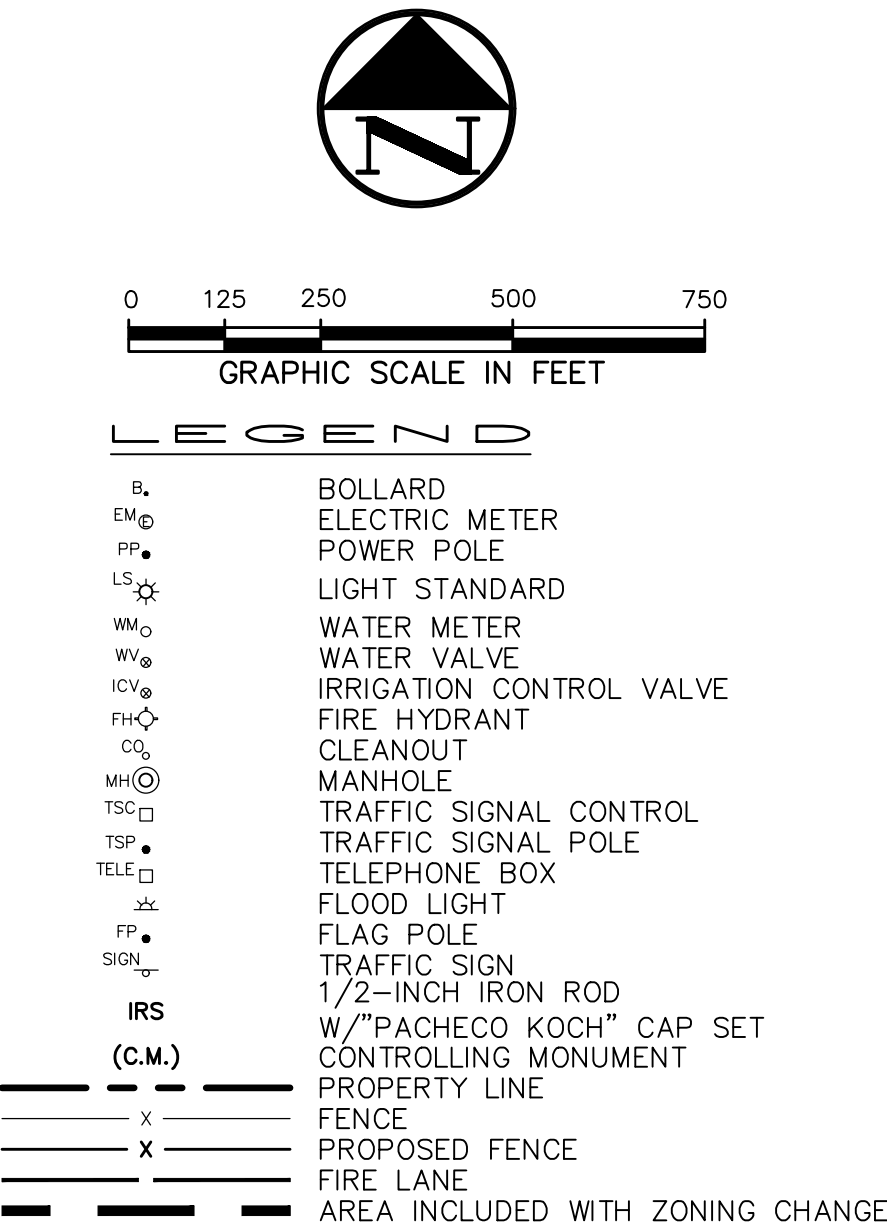 N
0 125 250 500 750
GRAPHIC SCALE IN FEET
LEGEND
B. BOLLARD
EM E ELECTRIC METER
PP POWER POLE
LS LIGHT STANDARD
WM WATER METER
WV WATER VALVE
ICV IRRIGATION CONTROL VALVE
FH FIRE HYDRANT
CO CLEANOUT
MH MANHOLE
TSC TRAFFIC SIGNAL CONTROL
TSP TRAFFIC SIGNAL POLE
TELE TELEPHONE BOX
FLOOD LIGHT
FP FLAG POLE
SIGN TRAFFIC SIGN
IRS 1/2-INCH IRON ROD
W/"PACHECO KOCH" CAP SET
(C.M.) CONTROLLING MONUMENT
PROPERTY LINE
X FENCE
X PROPOSED FENCE
FIRE LANE
AREA INCLUDED WITH ZONING CHANGE